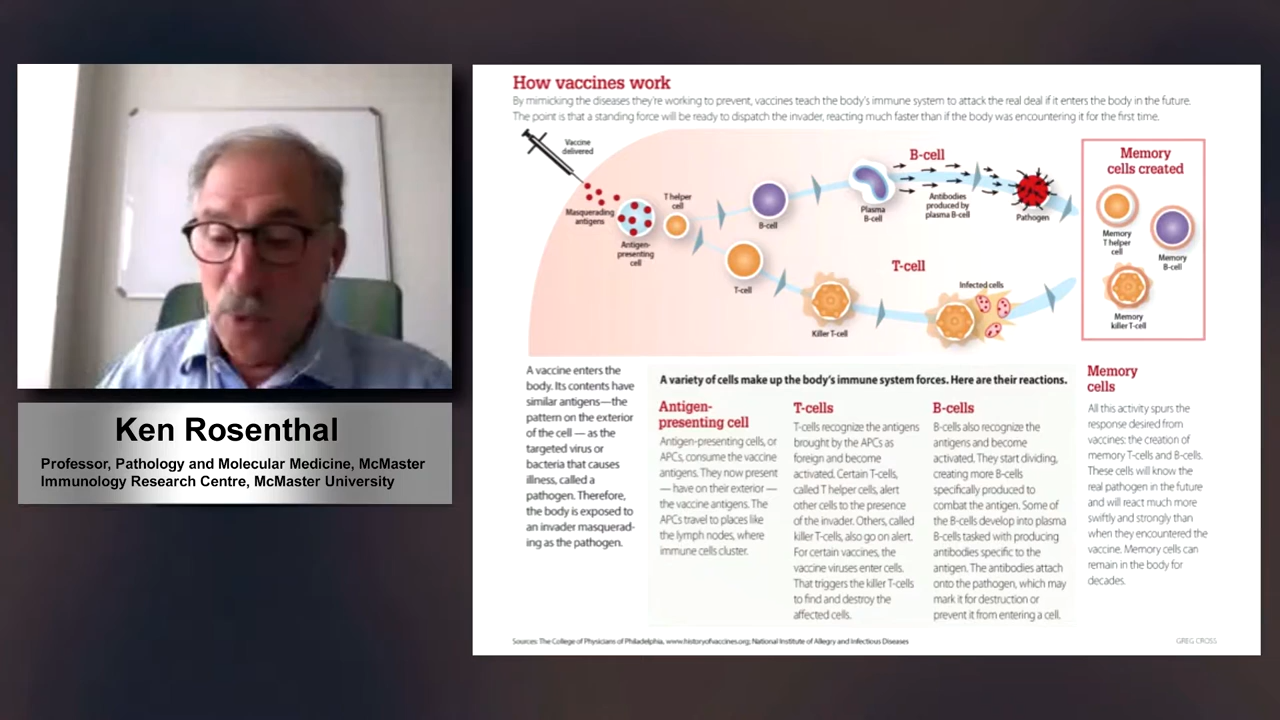 Ken Rosenthal
Professor, Pathology and Molecular Medicine, McMaster
Immunology Research Centre, McMaster University
How vaccines work
By mimicking the diseases they're working to prevent, vaccines teach the body's immune system to attack the real deal if it enters the body in the future.
The point is that a standing force will be ready to dispatch the invader, reacting much faster than if the body was encountering it for the first time.
Vaccine
delivered
Masquerading
antigens
Antigen-
presenting
cell
T helper
cell
B-cell
Plasma
B-cell
B-cell
Antibodies
produced by
plasma B-cell
Pathogen
T-cell
Killer T-cell
T-cell
Infected cells
Memory
cells created
Memory
T helper
cell
Memory
B-cell
Memory
killer T-cell
A vaccine enters the
body. Its contents have
similar antigens—the
pattern on the exterior
of the cell — as the
targeted virus or
bacteria that causes
illness, called a
pathogen. Therefore,
the body is exposed to
an invader masquerad-
ing as the pathogen.
A variety of cells make up the body's immune system forces. Here are their reactions.
Antigen-
presenting cell
Antigen-presenting cells, or
APCs, consume the vaccine
antigens. They now present
— have on their exterior —
the vaccine antigens. The
APCs travel to places like
the lymph nodes, where
immune cells cluster.
T-cells
T-cells recognize the antigens
brought by the APCs as
foreign and become
activated. Certain T-cells,
called T helper cells, alert
other cells to the presence
of the invader. Others, called
killer T-cells, also go on alert.
For certain vaccines, the
vaccine viruses enter cells.
That triggers the killer T-cells
to find and destroy the
affected cells.
B-cells
B-cells also recognize the
antigens and become
activated. They start dividing,
creating more B-cells
specifically produced to
combat the antigen. Some of
the B-cells develop into plasma
B-cells tasked with producing
antibodies specific to the
antigen. The antibodies attach
onto the pathogen, which may
mark it for destruction or
prevent it from entering a cell.
Memory
cells
All this activity spurs the
response desired from
vaccines: the creation of
memory T-cells and B-cells.
These cells will know the
real pathogen in the future
and will react much more
swiftly and strongly than
when they encountered the
vaccine. Memory cells can
remain in the body for
decades.
Sources: The College of Physicians of Philadelphia, www.historyofvaccines.org; National Institute of Allegry and Infectious Diseases
GREG CROSS